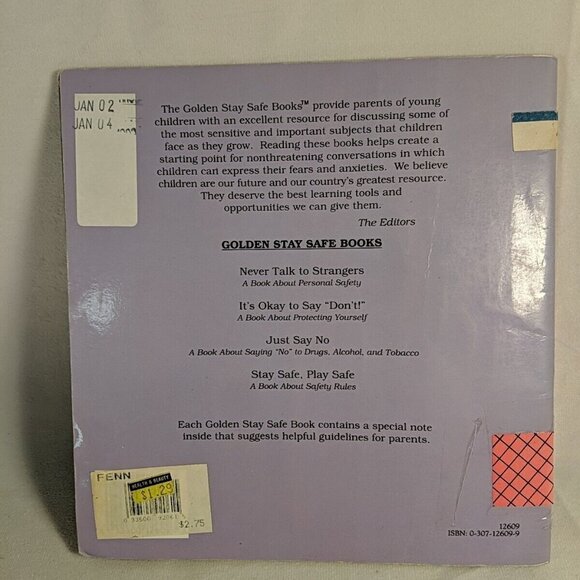 JAN 02
JAN 04
The Golden Stay Safe Books™ provide parents of young
children with an excellent resource for discussing some of
the most sensitive and important subjects that children
face as they grow. Reading these books helps create a
starting point for nonthreatening conversations in which
children can express their fears and anxieties. We believe
children are our future and our country's greatest resource.
They deserve the best learning tools and
opportunities we can give them.
The Editors
GOLDEN STAY SAFE BOOKS
Never Talk to Strangers
A Book About Personal Safety
It's Okay to Say "Don't!"
A Book About Protecting Yourself
Just Say No
A Book About Saying "No" to Drugs, Alcohol, and Tobacco
Stay Safe, Play Safe
A Book About Safety Rules
Each Golden Stay Safe Book contains a special note
inside that suggests helpful guidelines for parents.
FENN
HEALTH & BEAUTY
$1.29
$2.75
12609
ISBN: 0-307-12609-9